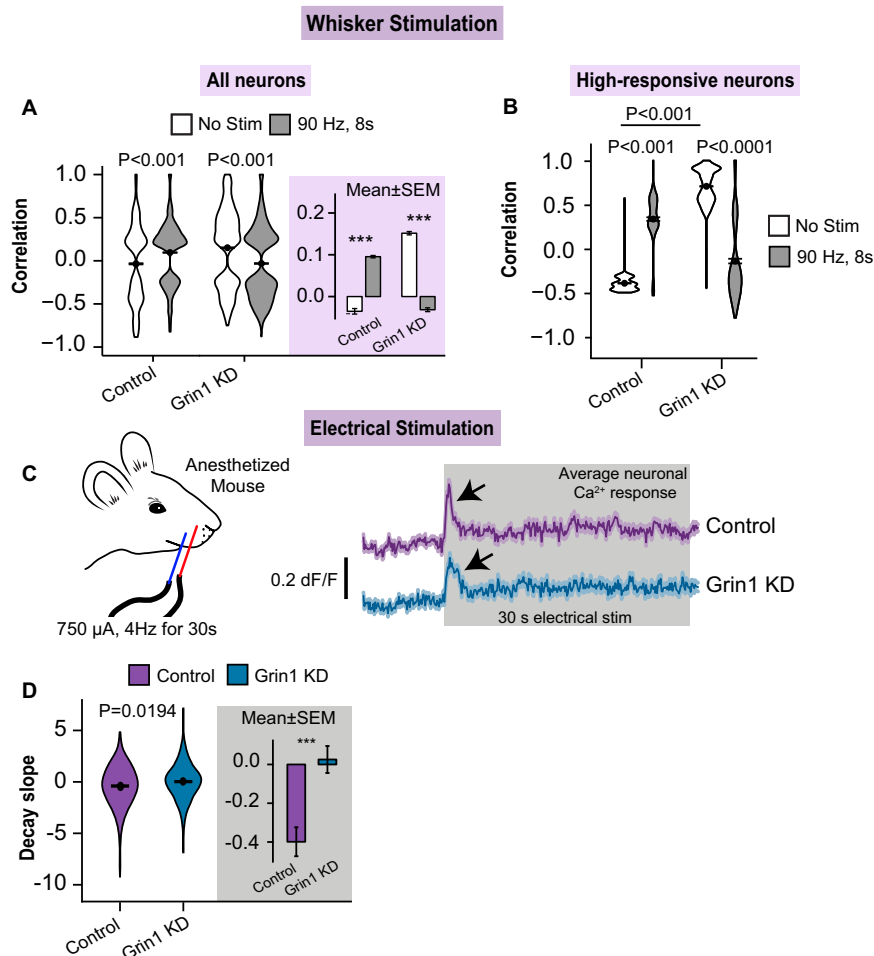 Whisker Stimulation
All neurons
High-responsive neurons
A
No Stim
90 Hz, 8s
P<0.001
P<0.001
Correlation
1.0
0.5
0.0
−0.5
−1.0
Control
Grin1 KD
Mean±SEM
0.2
0.1
0.0
***
***
Control
Grin1 KD
B
P<0.001
P<0.001
P<0.0001
Correlation
1.0
0.5
0.0
−0.5
−1.0
Control
Grin1 KD
No Stim
90 Hz, 8s
Electrical Stimulation
C
Anesthetized
Mouse
750 µA, 4Hz for 30s
0.2 dF/F
Average neuronal
Ca²⁺ response
Control
Grin1 KD
30 s electrical stim
D
Control
Grin1 KD
P=0.0194
Decay slope
5
0
-5
-10
Control
Grin1 KD
Mean±SEM
***
0.0
-0.2
-0.4
Control
Grin1 KD